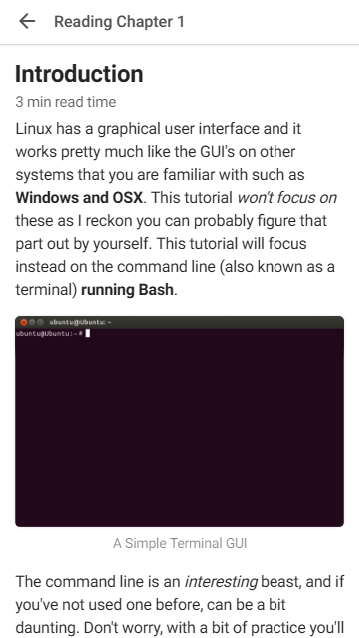 Reading Chapter 1
Introduction
3 min read time
Linux has a graphical user interface and it
works pretty much like the GUI's on other
systems that you are familiar with such as
Windows and OSX. This tutorial won't focus on
these as I reckon you can probably figure that
part out by yourself. This tutorial will focus
instead on the command line (also known as a
terminal) running Bash.
ubuntu@Ubuntu: ~
ubuntu@Ubuntu:~#
A Simple Terminal GUI
The command line is an interesting beast, and if
you've not used one before, can be a bit
daunting. Don't worry, with a bit of practice you'll